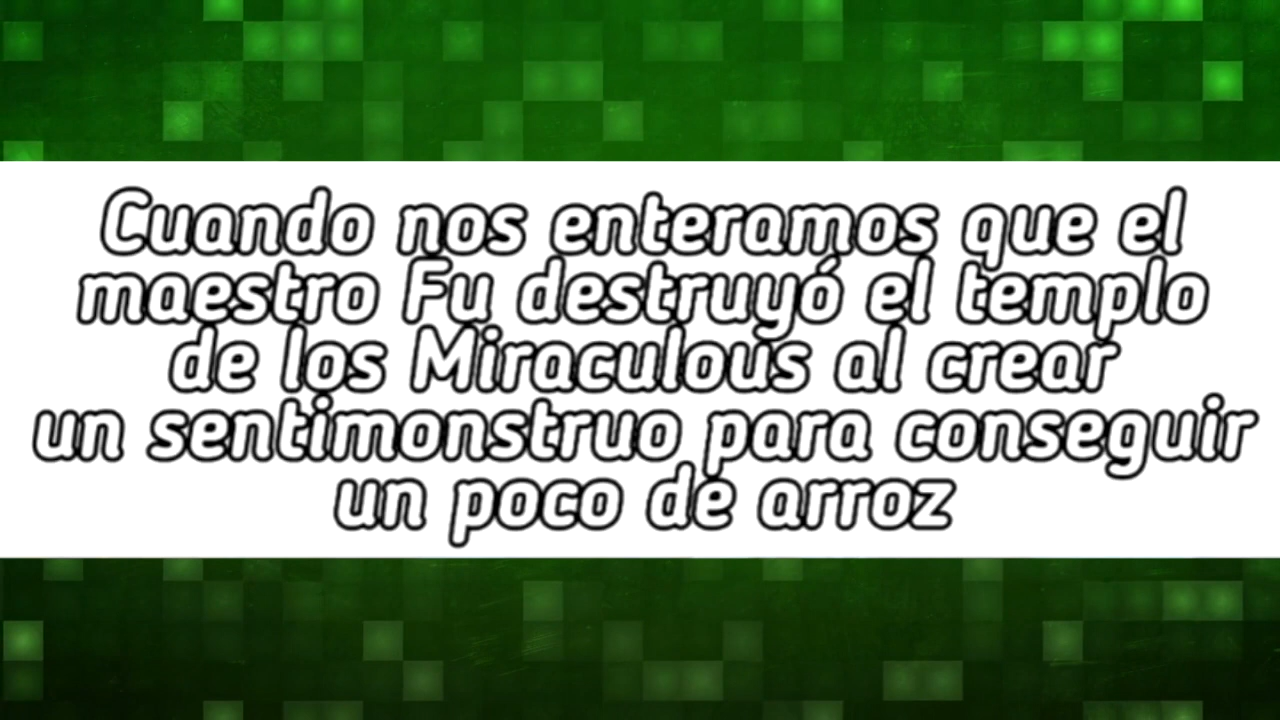 Cuando nos enteramos que el
maestro Fu destruyó el templo
de los Miraculous al crear
un sentimonstruo para conseguir
un poco de arroz